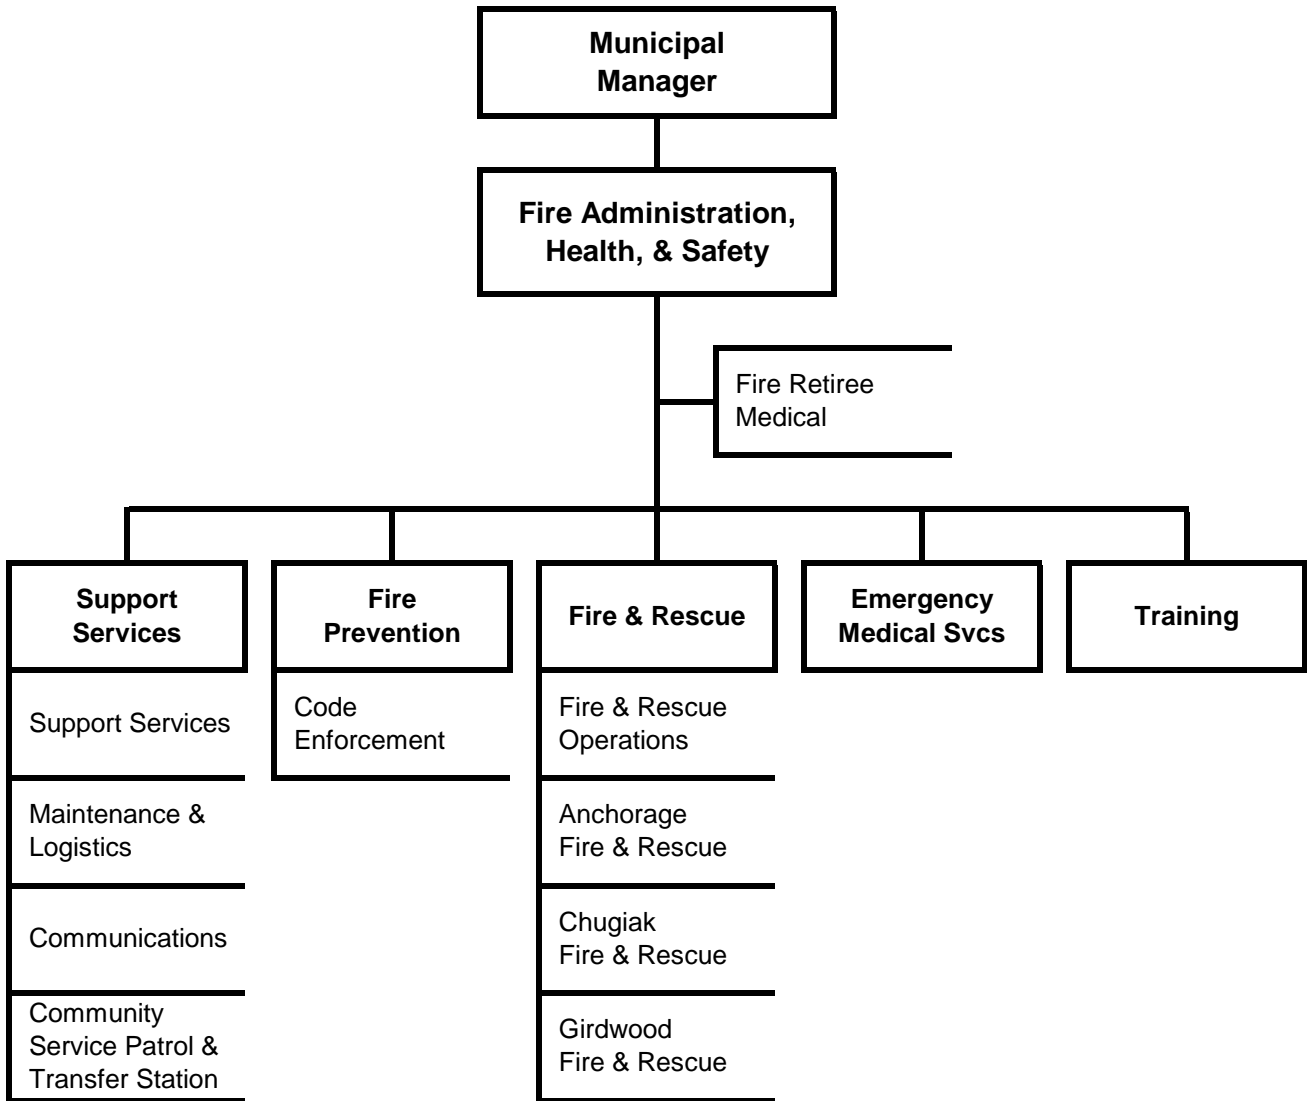 Municipal
Manager
Fire Administration,
Health, & Safety
Fire Retiree
Medical
Support
Services
Fire
Prevention
Fire & Rescue
Emergency
Medical Svcs
Training
Support Services
Maintenance &
Logistics
Communications
Community
Service Patrol &
Transfer Station
Code
Enforcement
Fire & Rescue
Operations
Anchorage
Fire & Rescue
Chugiak
Fire & Rescue
Girdwood
Fire & Rescue